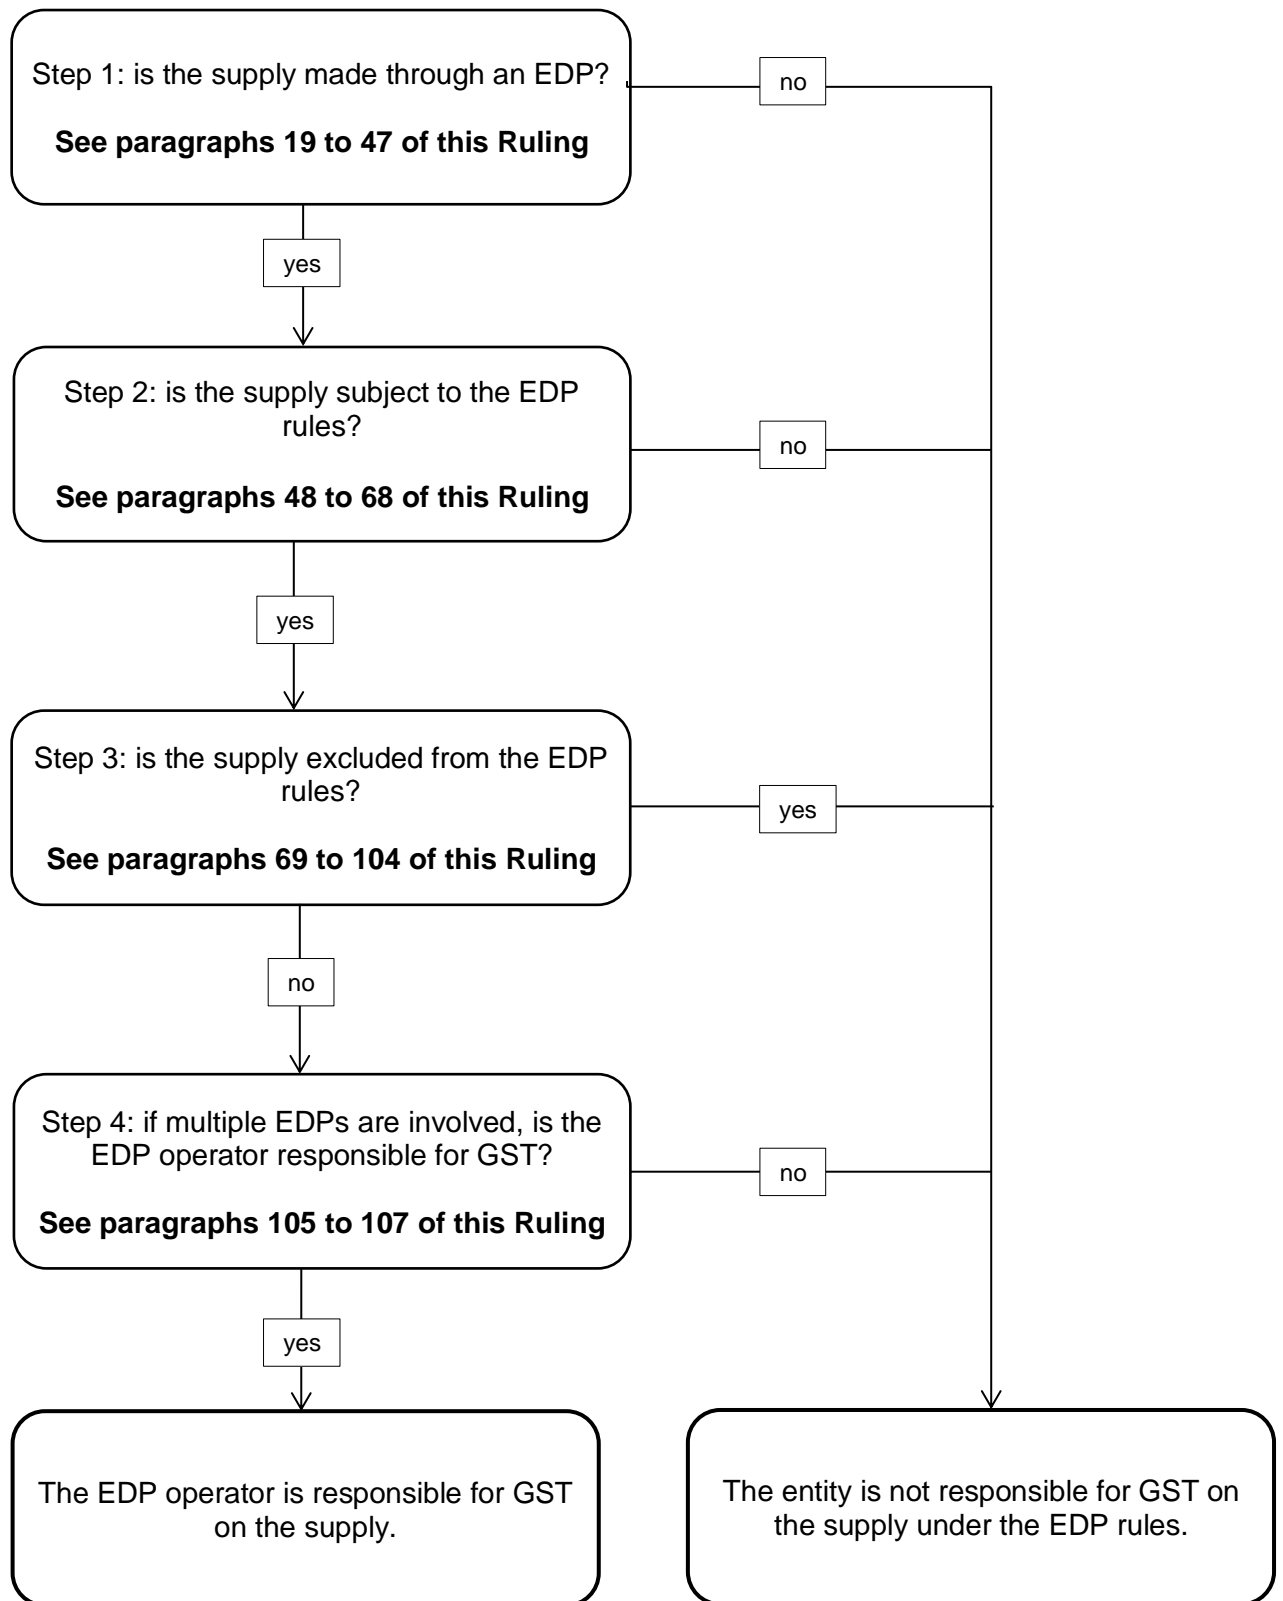 Step 1: is the supply made through an EDP?
See paragraphs 19 to 47 of this Ruling
no
yes
Step 2: is the supply subject to the EDP
rules?
See paragraphs 48 to 68 of this Ruling
no
yes
Step 3: is the supply excluded from the EDP
rules?
See paragraphs 69 to 104 of this Ruling
yes
no
Step 4: if multiple EDPs are involved, is the
EDP operator responsible for GST?
See paragraphs 105 to 107 of this Ruling
no
yes
The EDP operator is responsible for GST
on the supply.
The entity is not responsible for GST on
the supply under the EDP rules.